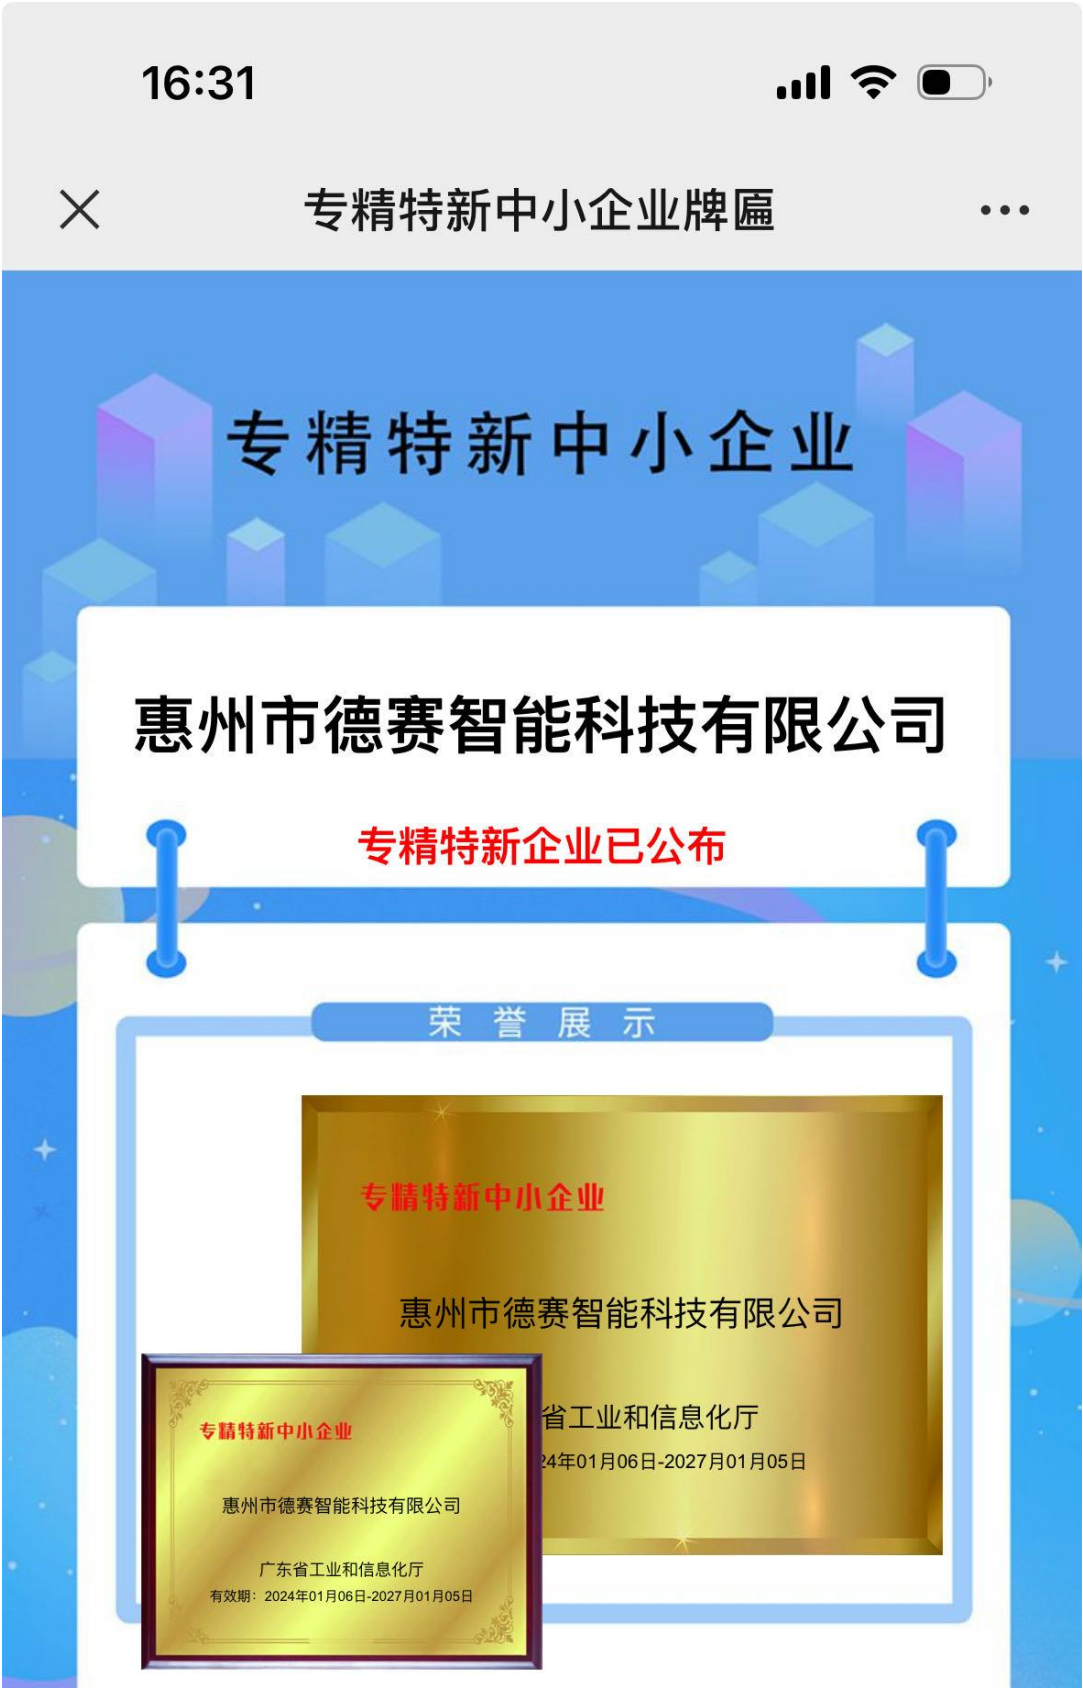 16:31
专精特新中小企业牌匾
专精特新中小企业
惠州市德赛智能科技有限公司
专精特新企业已公布
荣誉展示
专精特新中小企业
惠州市德赛智能科技有限公司
省工业和信息化厅
24年01月06日-2027月01月05日
专精特新中小企业
惠州市德赛智能科技有限公司
广东省工业和信息化厅
有效期：2024年01月06日-2027月01月05日